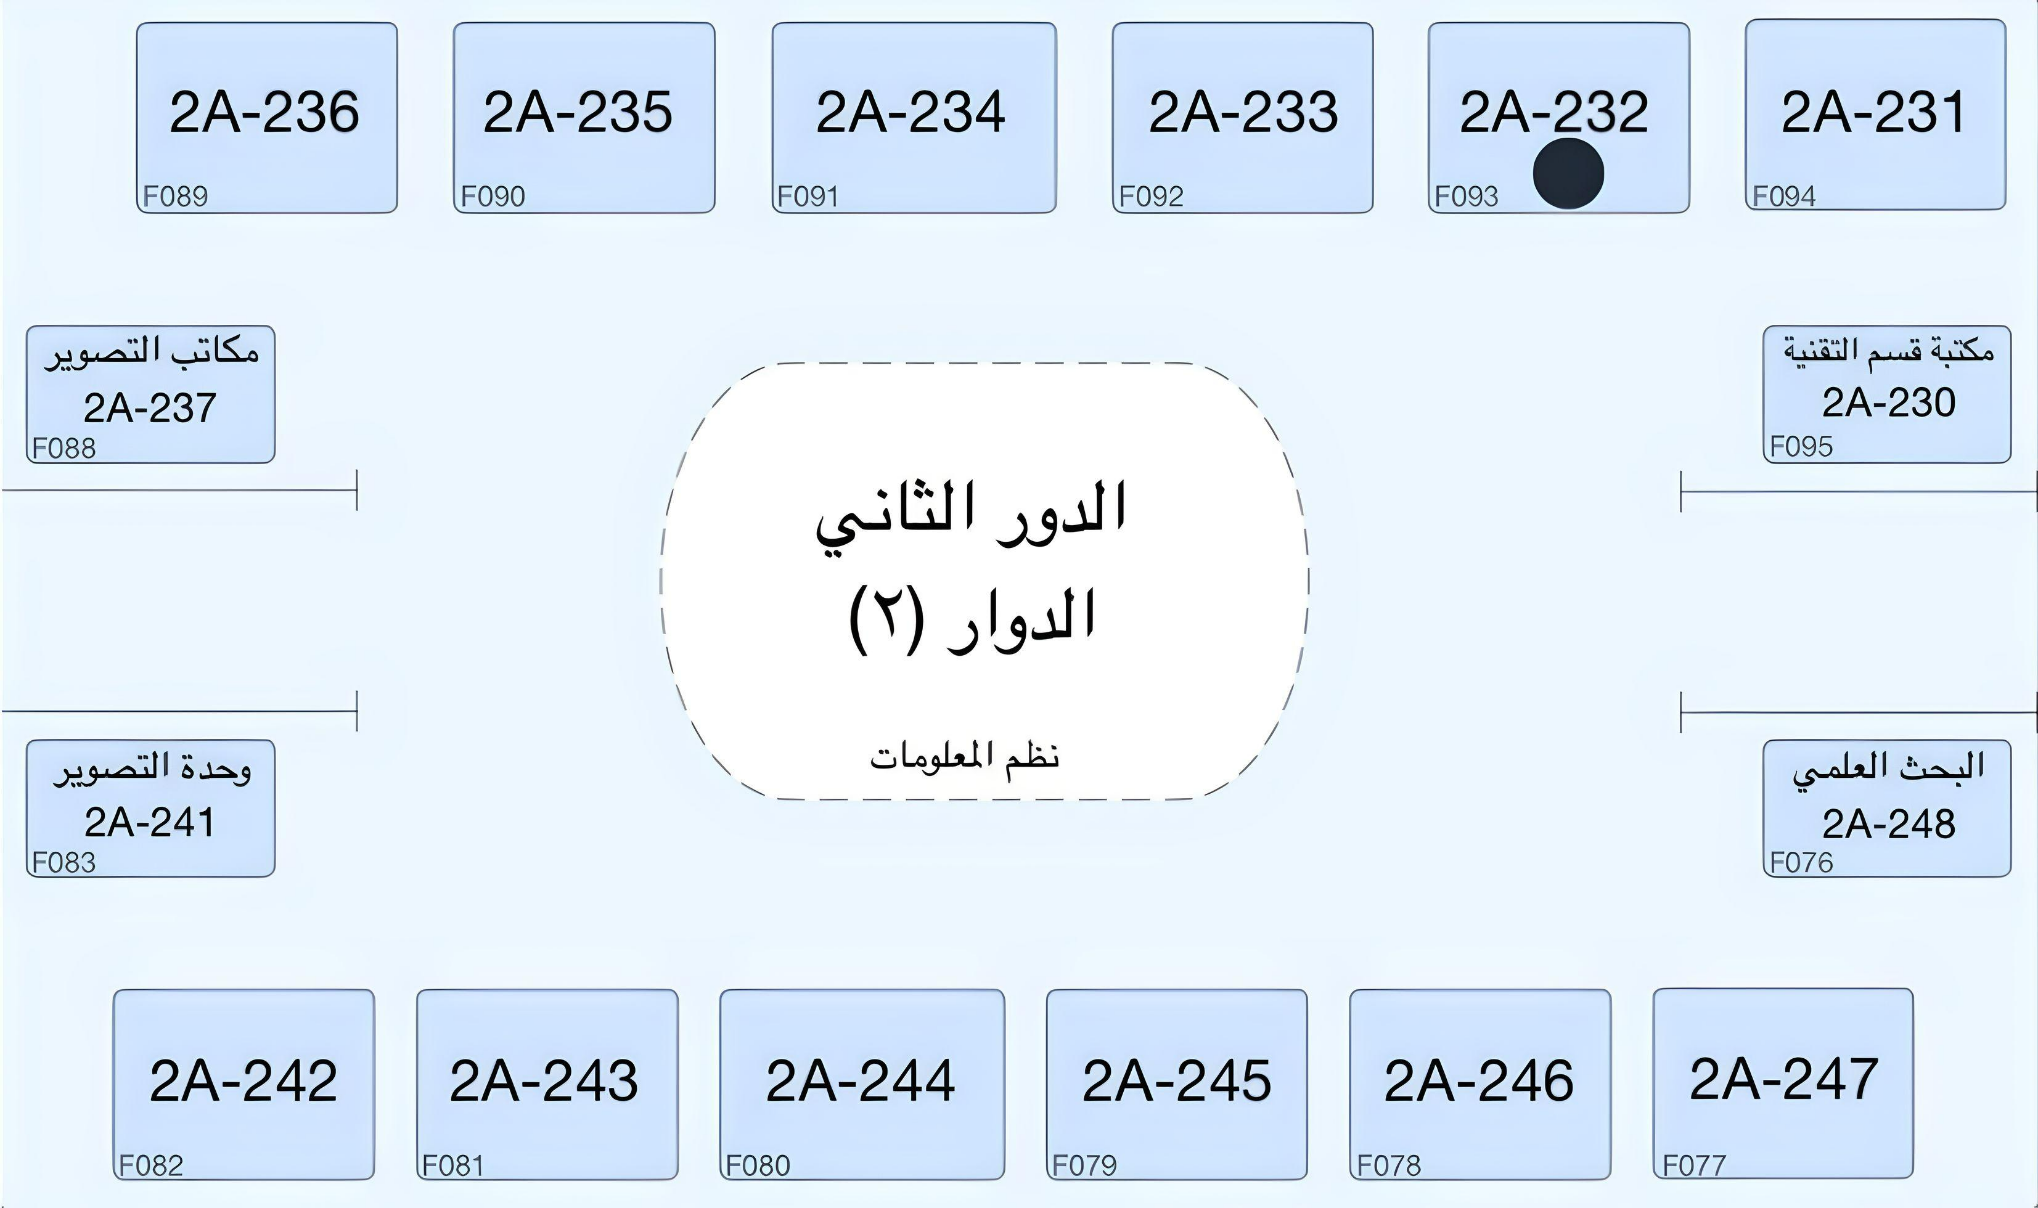 2A-236
F089
2A-235
F090
2A-234
F091
2A-233
F092
2A-232
F093
2A-231
F094
مكاتب التصوير
2A-237
F088
مكتبة قسم التقنية
2A-230
F095
الدور الثاني
الدوار (٢)
نظم المعلومات
وحدة التصوير
2A-241
F083
البحث العلمي
2A-248
F076
2A-242
F082
2A-243
F081
2A-244
F080
2A-245
F079
2A-246
F078
2A-247
F077